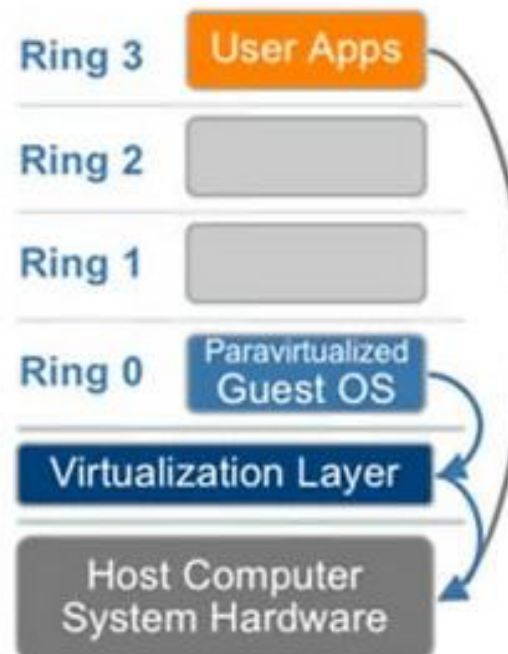 Ring 3
User Apps
Ring 2
Ring 1
Ring 0
Paravirtualized
Guest OS
Virtualization Layer
Host Computer
System Hardware